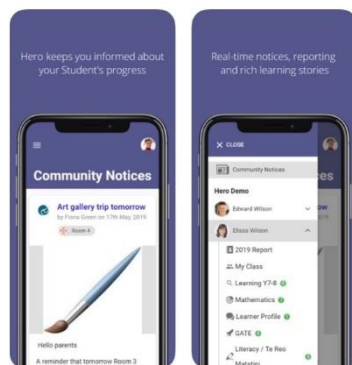 Hero keeps you informed about
your Student's progress
Community Notices
Art gallery trip tomorrow
by Fiona Green on 17th May 2019
Room 4
Hello parents
A reminder that tomorrow Room 3
Real-time notices, reporting
and rich learning stories
X CLOSE
Community Notices
es
Hero Demo
Edward Wilson
ow
Elissa Wilson
2019 Report
My Class
Learning Y7-8
Mathematics
Learner Profile
GATE
Literacy / Te Reo